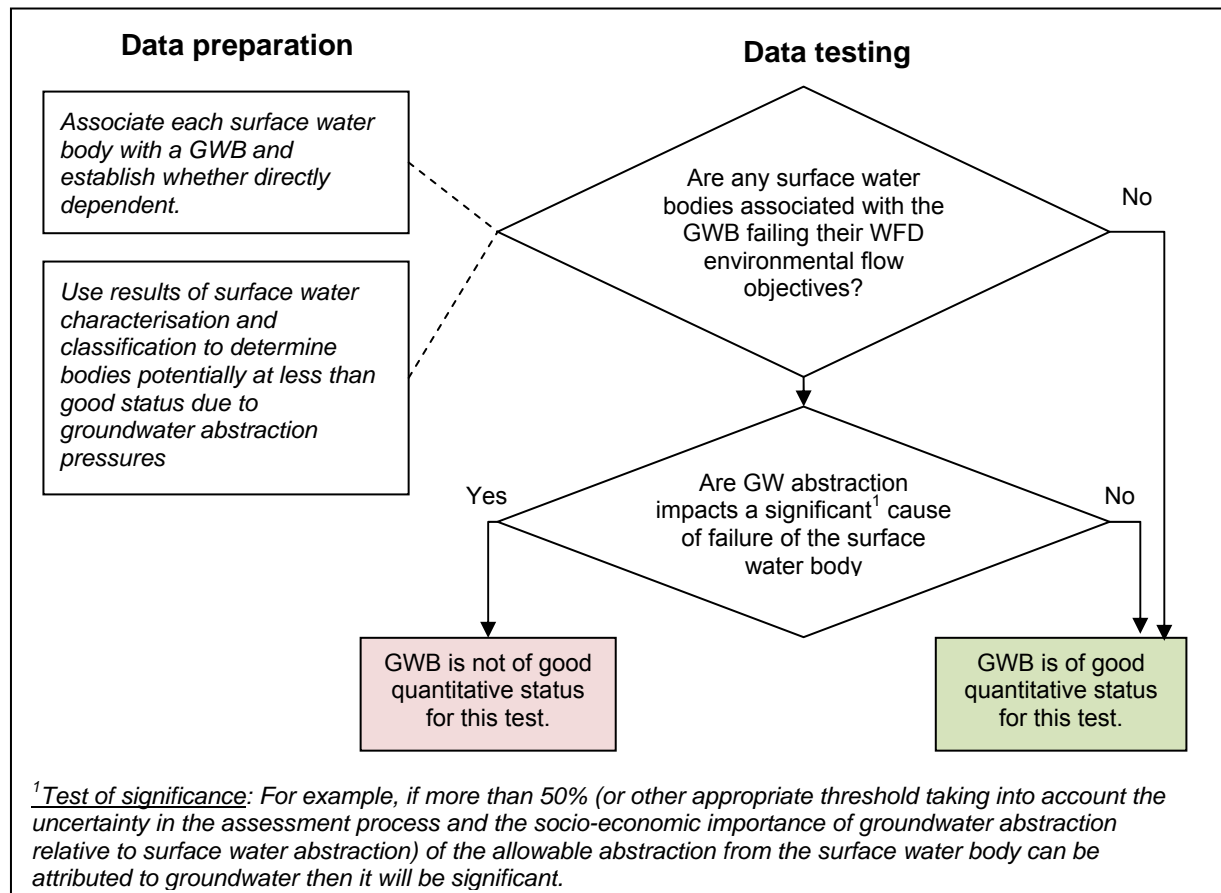 Data preparation
Data testing
Associate each surface water
body with a GWB and
establish whether directly
dependent.
Use results of surface water
characterisation and
classification to determine
bodies potentially at less than
good status due to
groundwater abstraction
pressures
Are any surface water
bodies associated with the
GWB failing their WFD
environmental flow
objectives?
No
Yes
Are GW abstraction
impacts a significant¹ cause
of failure of the surface
water body
No
GWB is not of good
quantitative status
for this test.
GWB is of good
quantitative status
for this test.
¹Test of significance: For example, if more than 50% (or other appropriate threshold taking into account the
uncertainty in the assessment process and the socio-economic importance of groundwater abstraction
relative to surface water abstraction) of the allowable abstraction from the surface water body can be
attributed to groundwater then it will be significant.